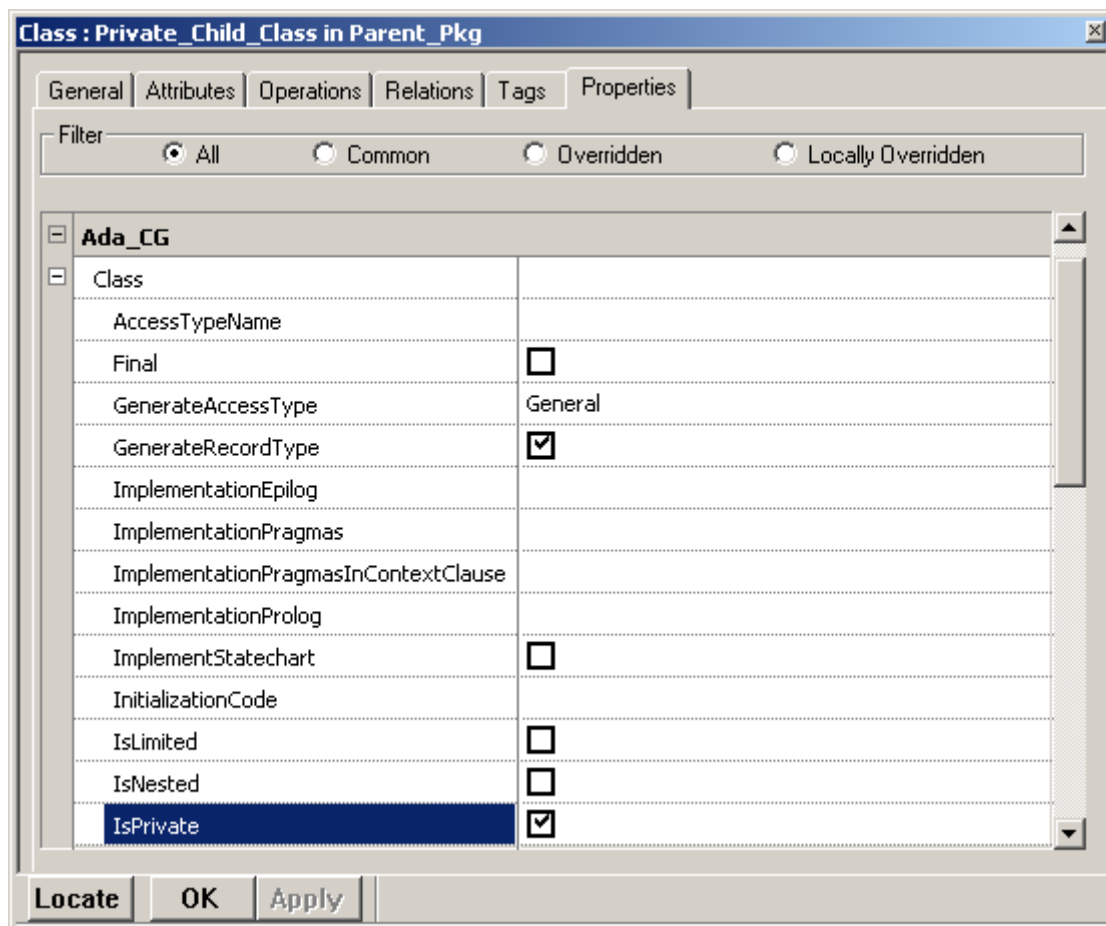 Class : Private_Child_Class in Parent_Pkg
General Attributes Operations Relations Tags Properties
Filter
All Common Overridden Locally Overridden
Ada_CG
Class
AccessTypeName
Final
GenerateAccessType General
GenerateRecordType
ImplementationEpilog
ImplementationPragmas
ImplementationPragmasInContextClause
ImplementationProlog
ImplementStatechart
InitializationCode
IsLimited
IsNested
IsPrivate
Locate OK Apply